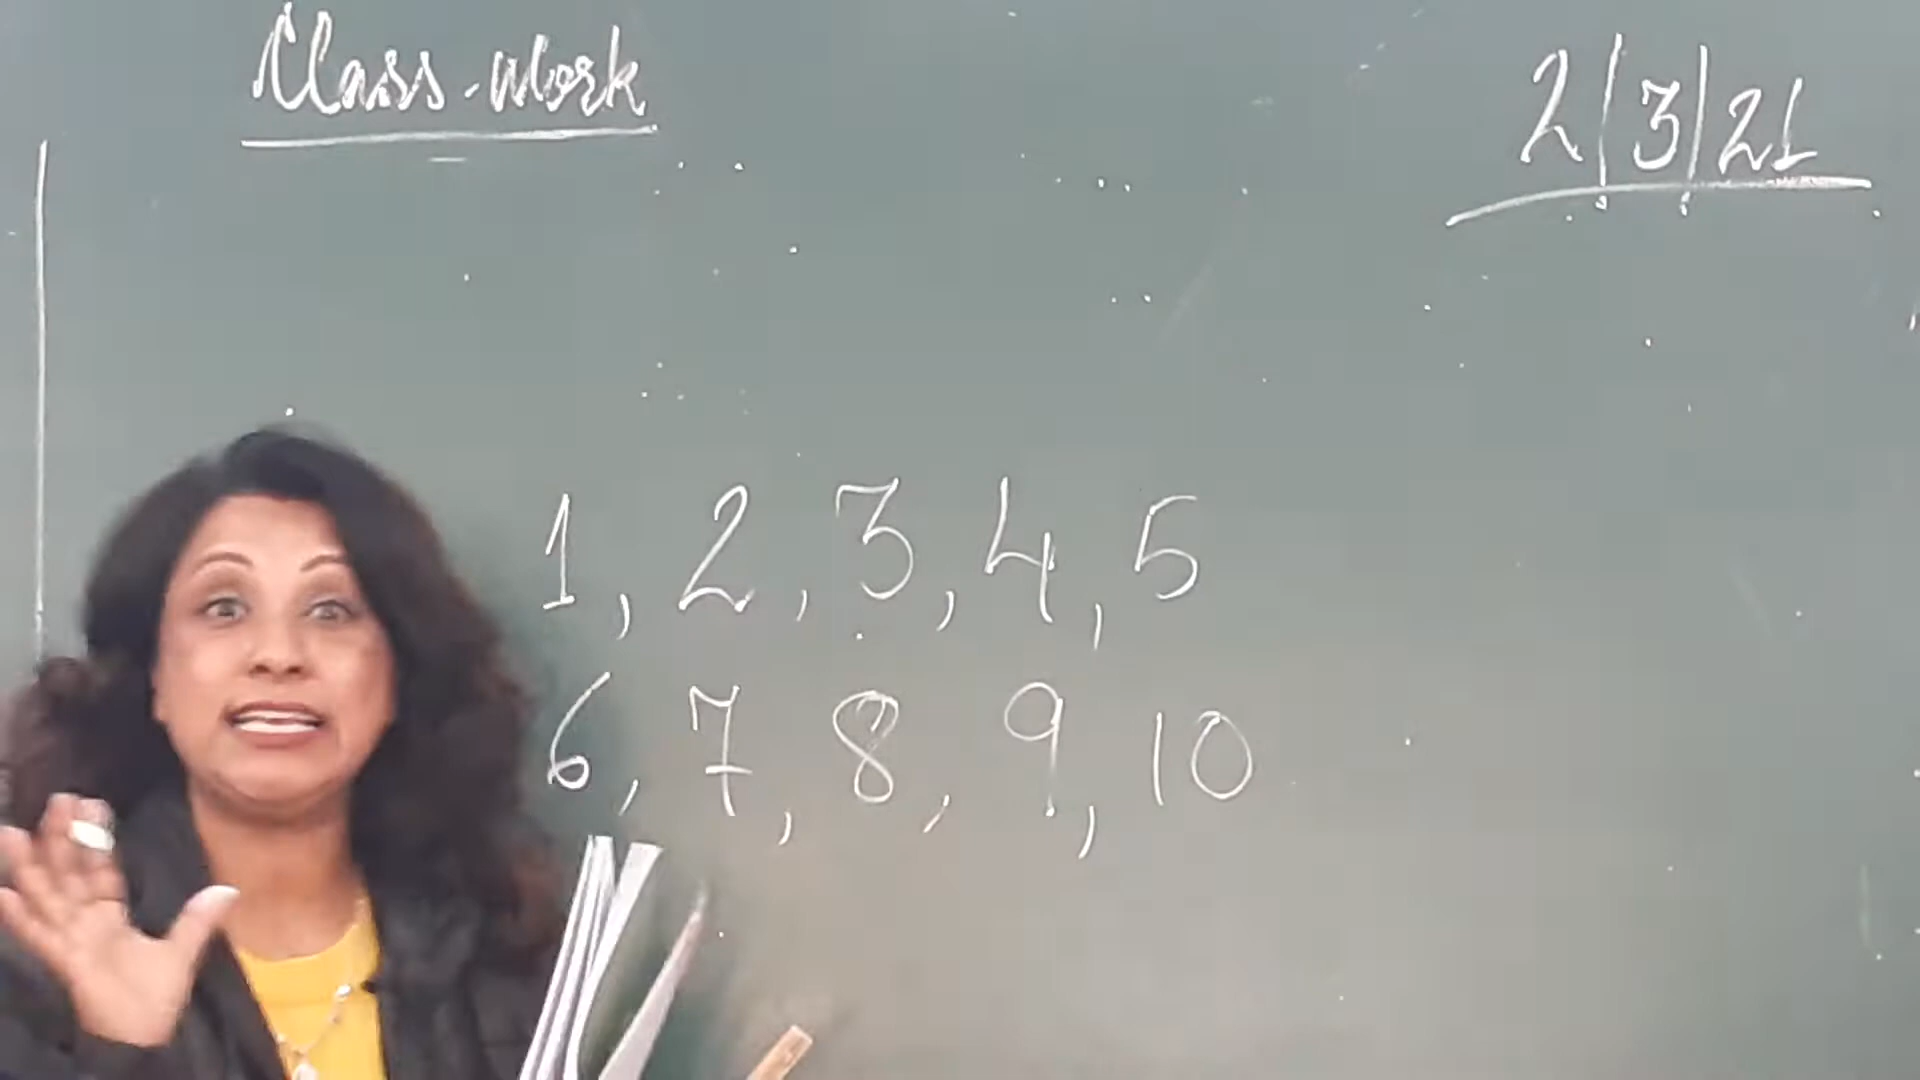 Class-Work
2|3|21
1, 2, 3, 4, 5
6, 7, 8, 9, 10